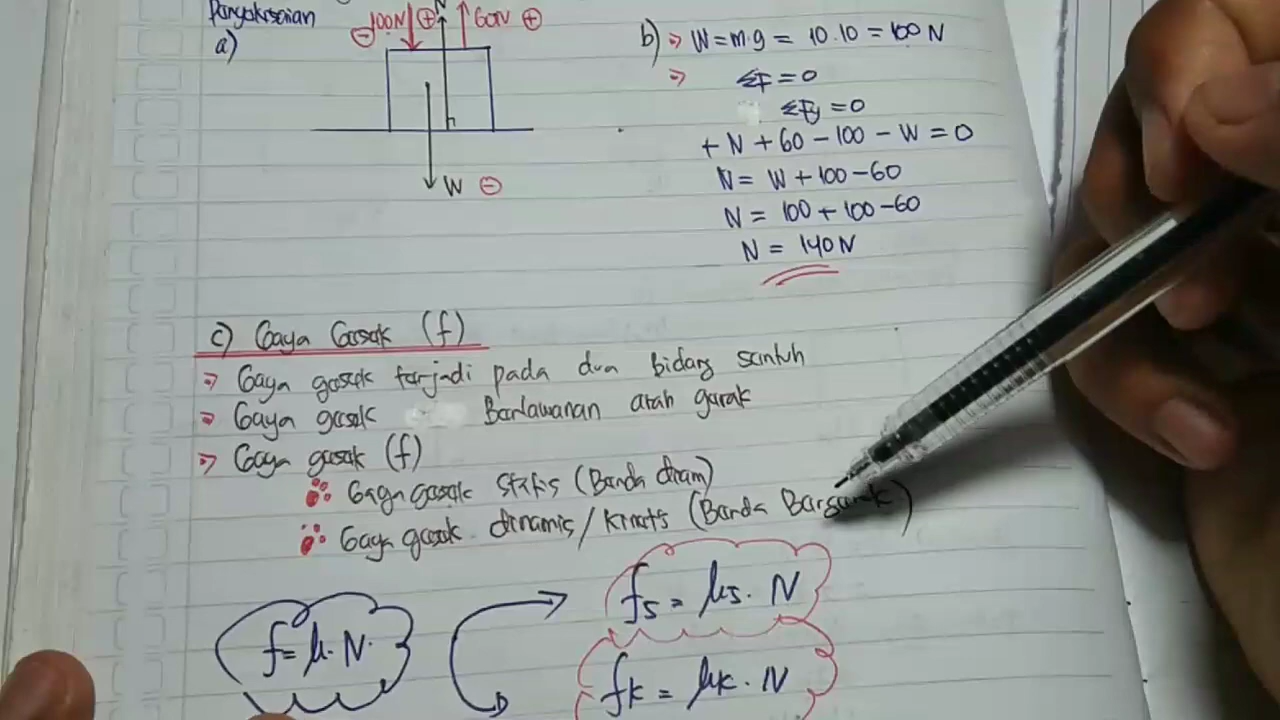 Penyelesaian
a)
⊖ 100N ⊕ N 60N ⊕
W ⊖
b) ⇒ W = m.g = 10.10 = 100 N
⇒ ΣF = 0
ΣFy = 0
+ N + 60 - 100 - W = 0
N = W + 100 - 60
N = 100 + 100 - 60
N = 140 N
c) Gaya Gesek (f)
⇒ Gaya gesek terjadi pada dua bidang sentuh
⇒ Gaya gesek Berlawanan arah gerak
⇒ Gaya gesek (f)
Gaya gesek statis (Benda diam)
Gaya gesek dinamis / kinetis (Benda Bergerak)
f = μ . N.
fs = μs . N
fk = μk . N